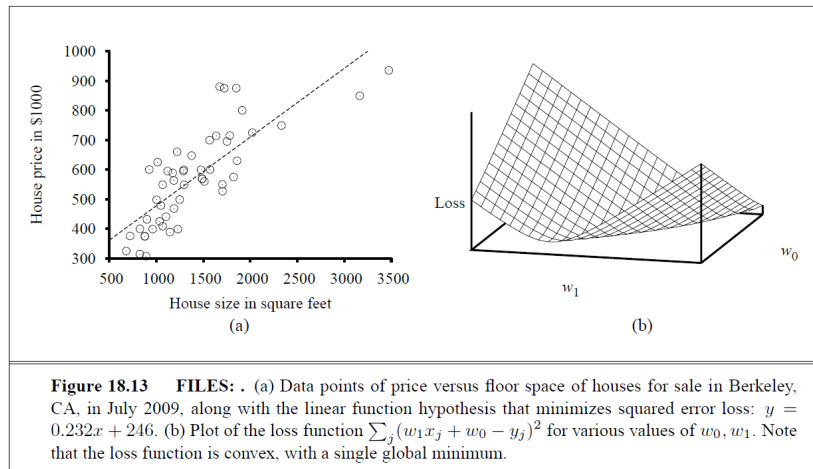 1000
900
800
700
600
500
400
300
House price in $1000
500 1000 1500 2000 2500 3000 3500
House size in square feet
(a)
Loss
w0
w1
(b)
Figure 18.13 FILES: . (a) Data points of price versus floor space of houses for sale in Berkeley,
CA, in July 2009, along with the linear function hypothesis that minimizes squared error loss: y =
0.232x + 246. (b) Plot of the loss function ∑j(w1xj + w0 − yj)² for various values of w0, w1. Note
that the loss function is convex, with a single global minimum.